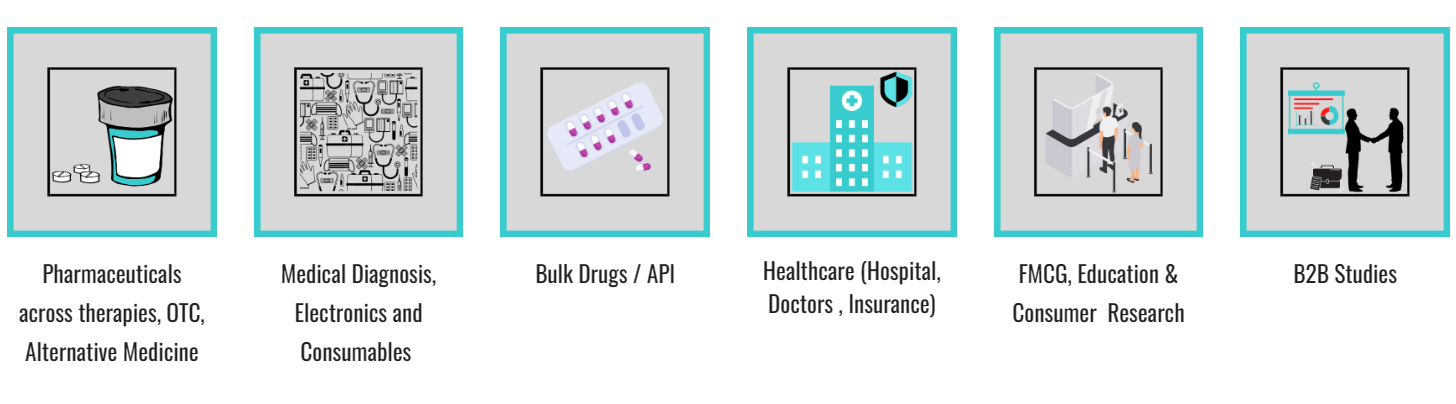 Pharmaceuticals
across therapies, OTC,
Alternative Medicine
Medical Diagnosis,
Electronics and
Consumables
Bulk Drugs / API
Healthcare (Hospital,
Doctors , Insurance)
FMCG, Education &
Consumer Research
B2B Studies